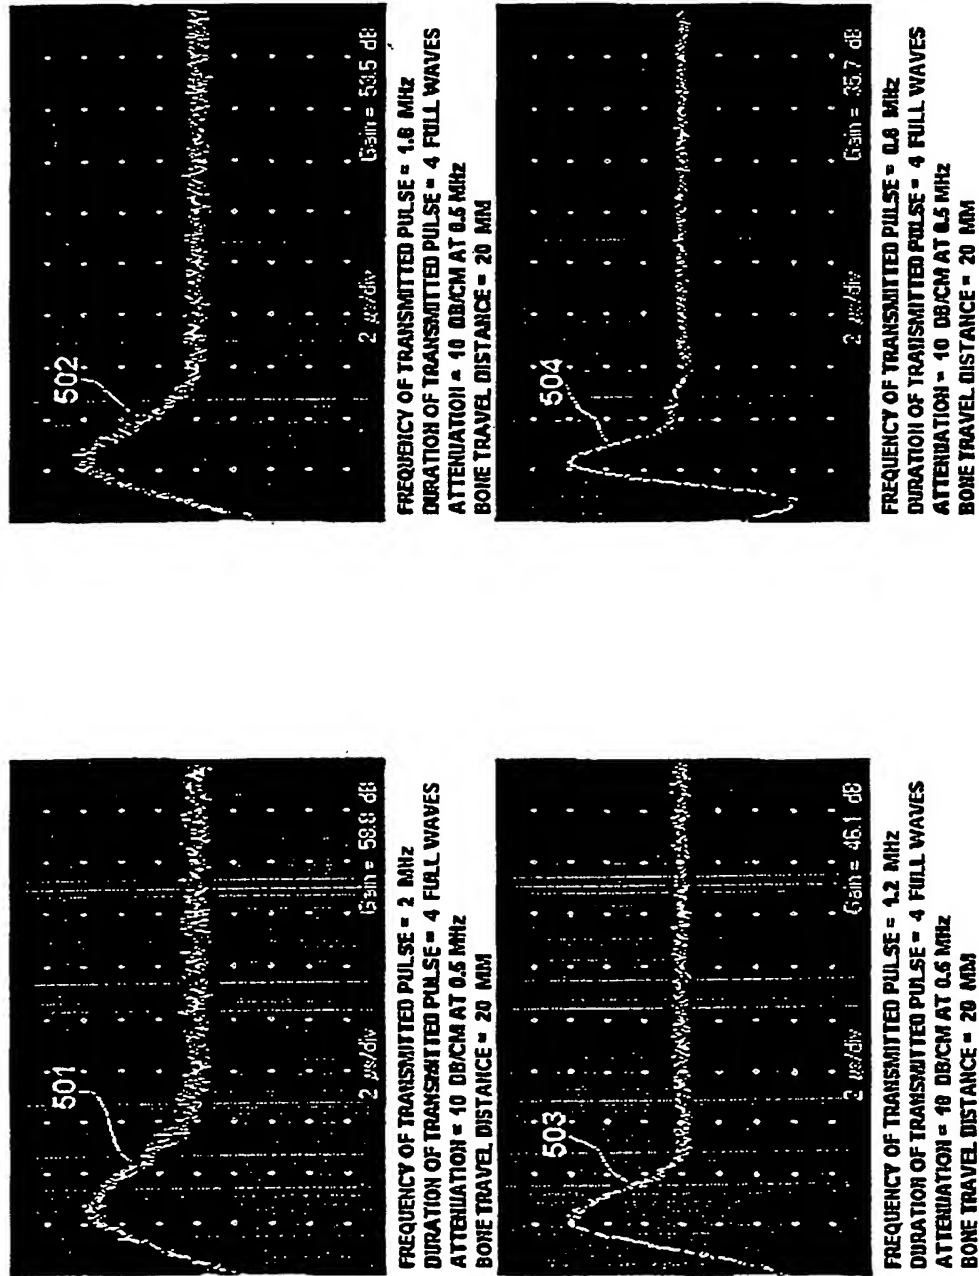 501
2 µs/div Gain = 58.9 dB
FREQUENCY OF TRANSMITTED PULSE = 2 MHz
DURATION OF TRANSMITTED PULSE = 4 FULL WAVES
ATTENUATION = 10 DB/CM AT 0.5 MHz
BONE TRAVEL DISTANCE = 20 MM
502
2 µs/div Gain = 53.5 dB
FREQUENCY OF TRANSMITTED PULSE = 1.8 MHz
DURATION OF TRANSMITTED PULSE = 4 FULL WAVES
ATTENUATION = 10 DB/CM AT 0.5 MHz
BONE TRAVEL DISTANCE = 20 MM
503
2 µs/div Gain = 46.1 dB
FREQUENCY OF TRANSMITTED PULSE = 1.2 MHz
DURATION OF TRANSMITTED PULSE = 4 FULL WAVES
ATTENUATION = 10 DB/CM AT 0.5 MHz
BONE TRAVEL DISTANCE = 20 MM
504
2 µs/div Gain = 35.7 dB
FREQUENCY OF TRANSMITTED PULSE = 0.8 MHz
DURATION OF TRANSMITTED PULSE = 4 FULL WAVES
ATTENUATION = 10 DB/CM AT 0.5 MHz
BONE TRAVEL DISTANCE = 20 MM